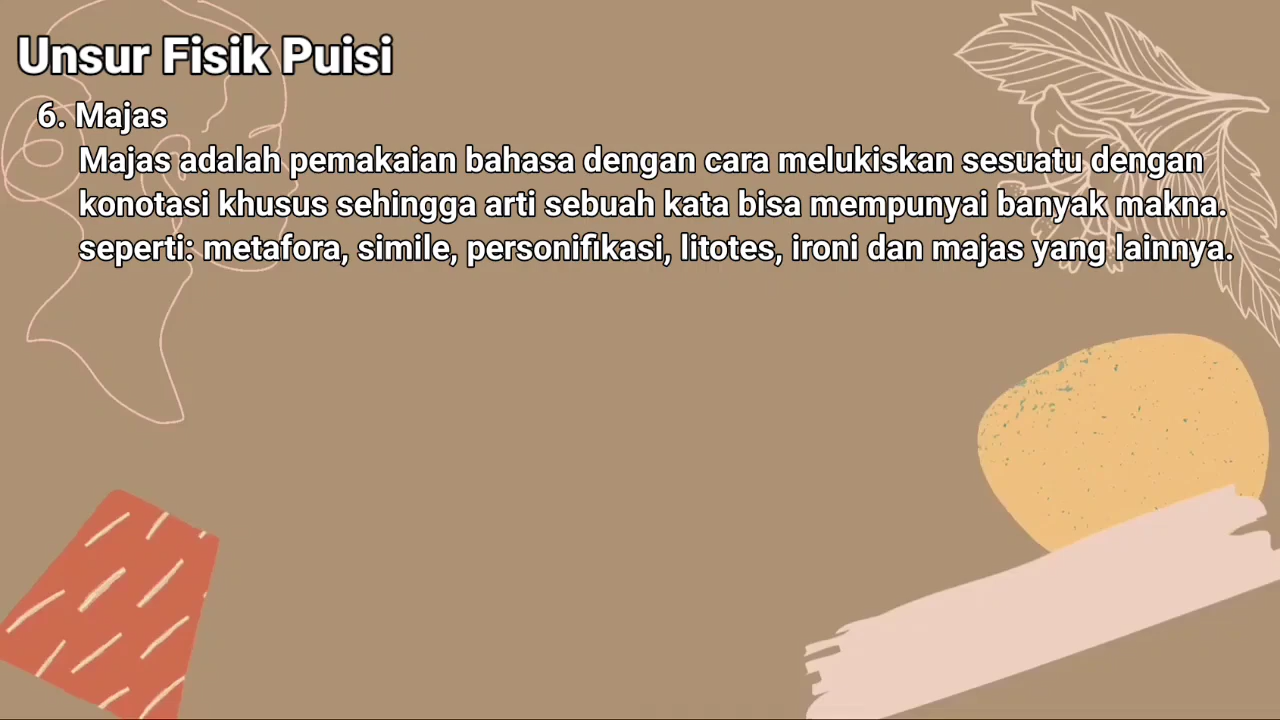 Unsur Fisik Puisi
6. Majas
Majas adalah pemakaian bahasa dengan cara melukiskan sesuatu dengan
konotasi khusus sehingga arti sebuah kata bisa mempunyai banyak makna.
seperti: metafora, simile, personifikasi, litotes, ironi dan majas yang lainnya.